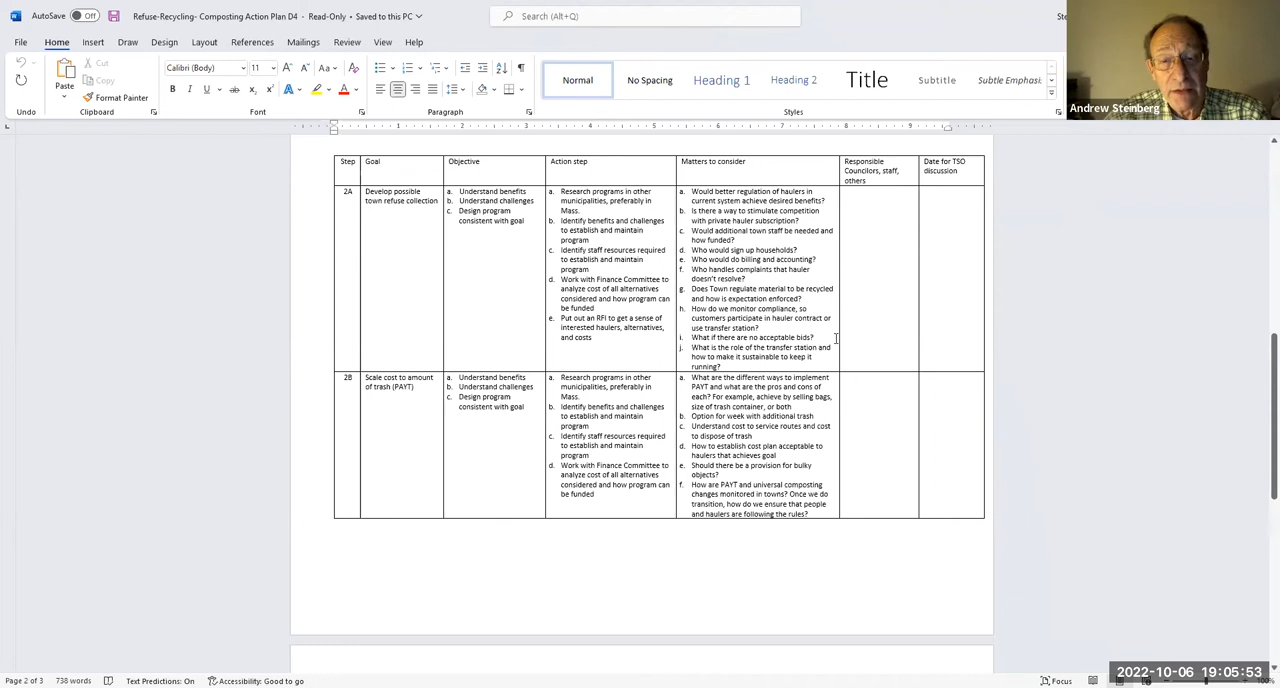 AutoSave Off Refuse-Recycling- Composting Action Plan D4 - Read-Only • Saved to this PC Search (Alt+Q)
File Home Insert Draw Design Layout References Mailings Review View Help
Paste Cut Copy Format Painter
Calibri (Body) 11
Normal No Spacing Heading 1 Heading 2 Title Subtitle Subtle Emphasis
Undo Clipboard Font Paragraph Styles
Andrew Steinberg
1 2 3 4 5 6 7 8 9
Step Goal Objective Action step Matters to consider Responsible Councilors, staff, others Date for TSO discussion
2A
Develop possible
town refuse collection
a. Understand benefits
b. Understand challenges
c. Design program
consistent with goal
a. Research programs in other
municipalities, preferably in
Mass.
b. Identify benefits and challenges
to establish and maintain
program
c. Identify staff resources required
to establish and maintain
program
d. Work with Finance Committee to
analyze cost of all alternatives
considered and how program can
be funded
e. Put out an RFI to get a sense of
interested haulers, alternatives,
and costs
a. Would better regulation of haulers in
current system achieve desired benefits?
b. Is there a way to stimulate competition
with private hauler subscription?
c. Would additional town staff be needed and
how funded?
d. Who would sign up households?
e. Who would do billing and accounting?
f. Who handles complaints that hauler
doesn't resolve?
g. Does Town regulate material to be recycled
and how is expectation enforced?
h. How do we monitor compliance, so
customers participate in hauler contract or
use transfer station?
i. What if there are no acceptable bids?
j. What is the role of the transfer station and
how to make it sustainable to keep it
running?
2B
Scale cost to amount
of trash (PAYT)
a. Understand benefits
b. Understand challenges
c. Design program
consistent with goal
a. Research programs in other
municipalities, preferably in
Mass.
b. Identify benefits and challenges
to establish and maintain
program
c. Identify staff resources required
to establish and maintain
program
d. Work with Finance Committee to
analyze cost of all alternatives
considered and how program can
be funded
a. What are the different ways to implement
PAYT and what are the pros and cons of
each? For example, achieve by selling bags,
size of trash container, or both
b. Option for week with additional trash
c. Understand cost to service routes and cost
to dispose of trash
d. How to establish cost plan acceptable to
haulers that achieves goal
e. Should there be a provision for bulky
objects?
f. How are PAYT and universal composting
changes monitored in towns? Once we do
transition, how do we ensure that people
and haulers are following the rules?
2022-10-06 19:05:53
Page 2 of 3 738 words Text Predictions: On Accessibility: Good to go Focus 100%